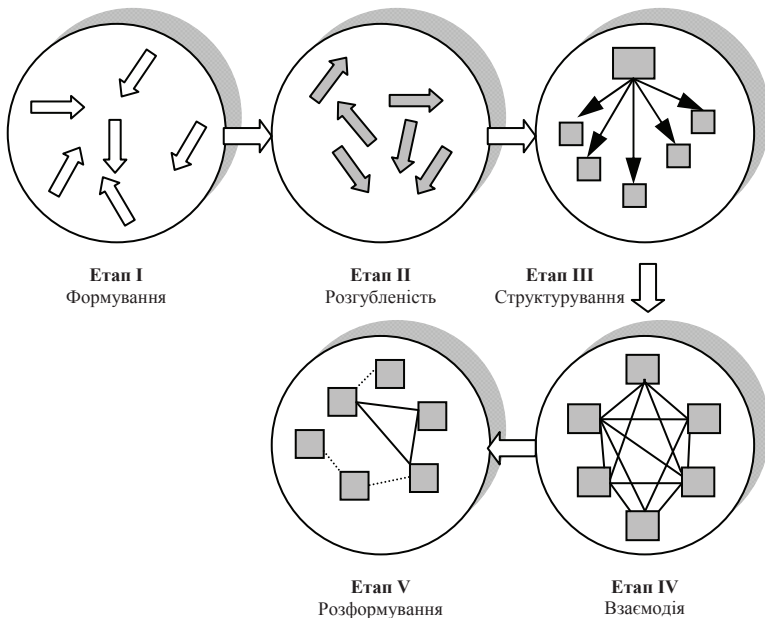 Етап I
Формування
Етап II
Розгубленість
Етап III
Структурування
Етап IV
Взаємодія
Етап V
Розформування